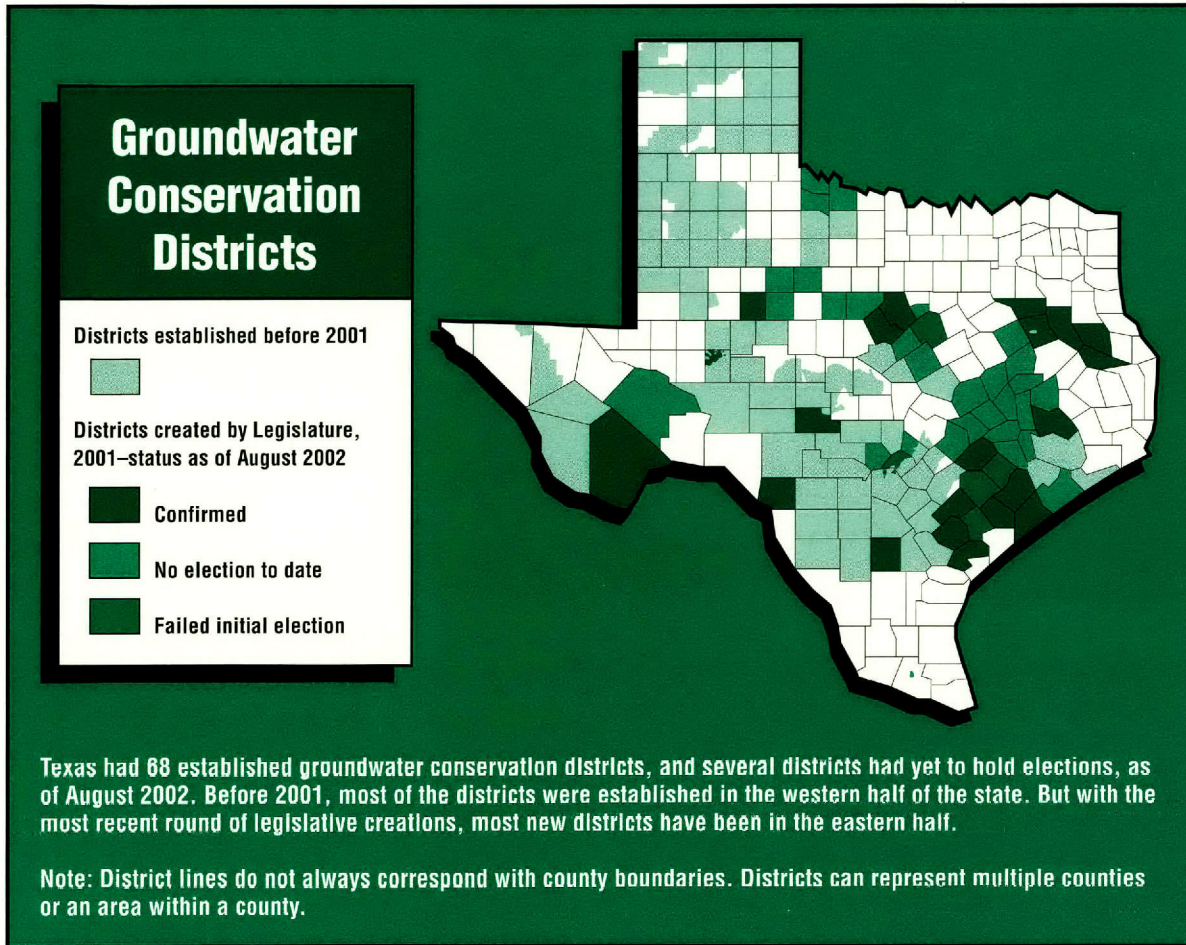 Groundwater
Conservation
Districts
Districts established before 2001
Districts created by Legislature,
2001–status as of August 2002
Confirmed
No election to date
Failed initial election
Texas had 68 established groundwater conservation districts, and several districts had yet to hold elections, as
of August 2002. Before 2001, most of the districts were established in the western half of the state. But with the
most recent round of legislative creations, most new districts have been in the eastern half.
Note: District lines do not always correspond with county boundaries. Districts can represent multiple counties
or an area within a county.